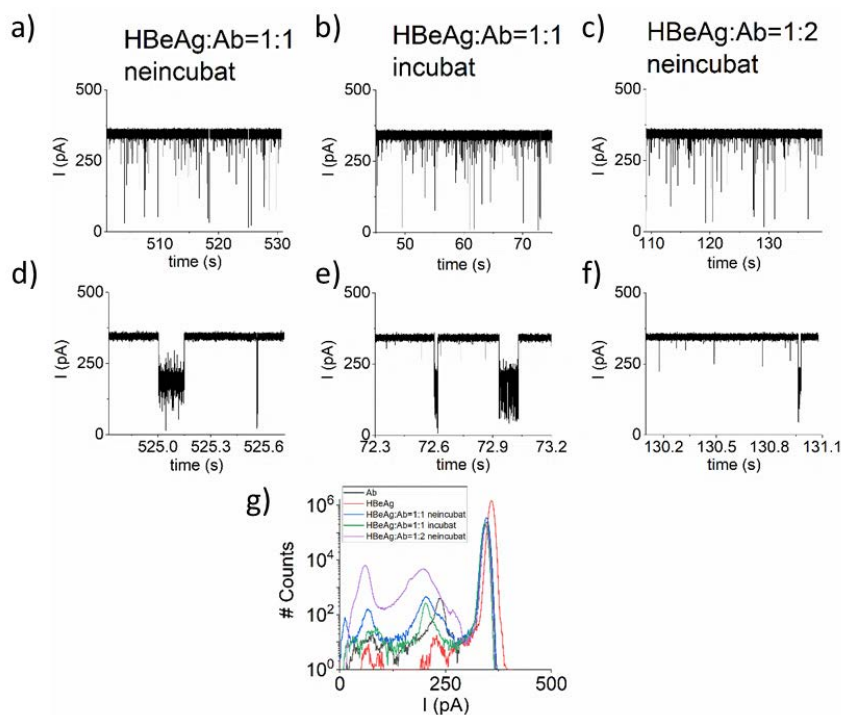 a)
HBeAg:Ab=1:1
neincubat
b)
HBeAg:Ab=1:1
incubat
c)
HBeAg:Ab=1:2
neincubat
500
250
0
I (pA)
510 520 530
time (s)
500
250
0
I (pA)
50 60 70
time (s)
500
250
0
I (pA)
110 120 130
time (s)
d)
500
250
0
I (pA)
525.0 525.3 525.6
time (s)
e)
500
250
0
I (pA)
72.3 72.6 72.9 73.2
time (s)
f)
500
250
0
I (pA)
130.2 130.5 130.8 131.1
time (s)
g)
Ab
HBeAg
HBeAg:Ab=1:1 neincubat
HBeAg:Ab=1:1 incubat
HBeAg:Ab=1:2 neincubat
10⁶
10⁴
10²
10⁰
# Counts
0 250 500
I (pA)